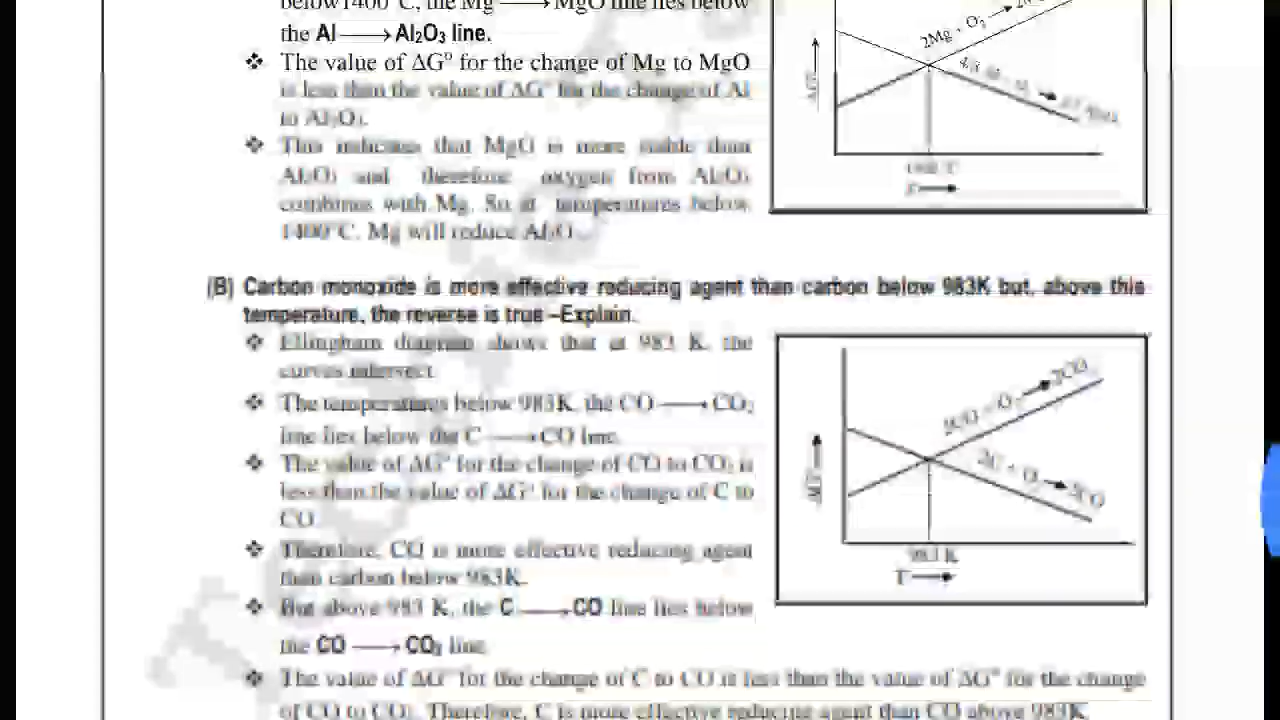 below1400°C, the Mg ⟶ MgO line lies below
the Al ⟶ Al₂O₃ line.
❖ The value of ΔG° for the change of Mg to MgO
is less than the value of ΔG° for the change of Al
to Al₂O₃.
❖ This indicates that MgO is more stable than
Al₂O₃ and therefore oxygen from Al₂O₃
combines with Mg. So at temperatures below
1400°C, Mg will reduce Al₂O₃.
2Mg + O₂ →
ΔG
T →
(B) Carbon monoxide is more effective reducing agent than carbon below 983K but, above this
temperature, the reverse is true –Explain.
❖ Ellingham diagram shows that at 983 K, the
curves intersect.
❖ The temperatures below 983K, the CO ⟶ CO₂
line lies below the C ⟶ CO line.
❖ The value of ΔG° for the change of CO to CO₂ is
less than the value of ΔG° for the change of C to
CO.
❖ Therefore, CO is more effective reducing agent
than carbon below 983K.
❖ But above 983 K, the C ⟶ CO line lies below
the CO ⟶ CO₂ line.
2CO + O₂ → 2CO₂
2C + O₂ → 2CO
ΔG
983 K
T →
❖ The value of ΔG° for the change of C to CO is less than the value of ΔG° for the change
of CO to CO₂. Therefore, C is more effective reducing agent than CO above 983K.